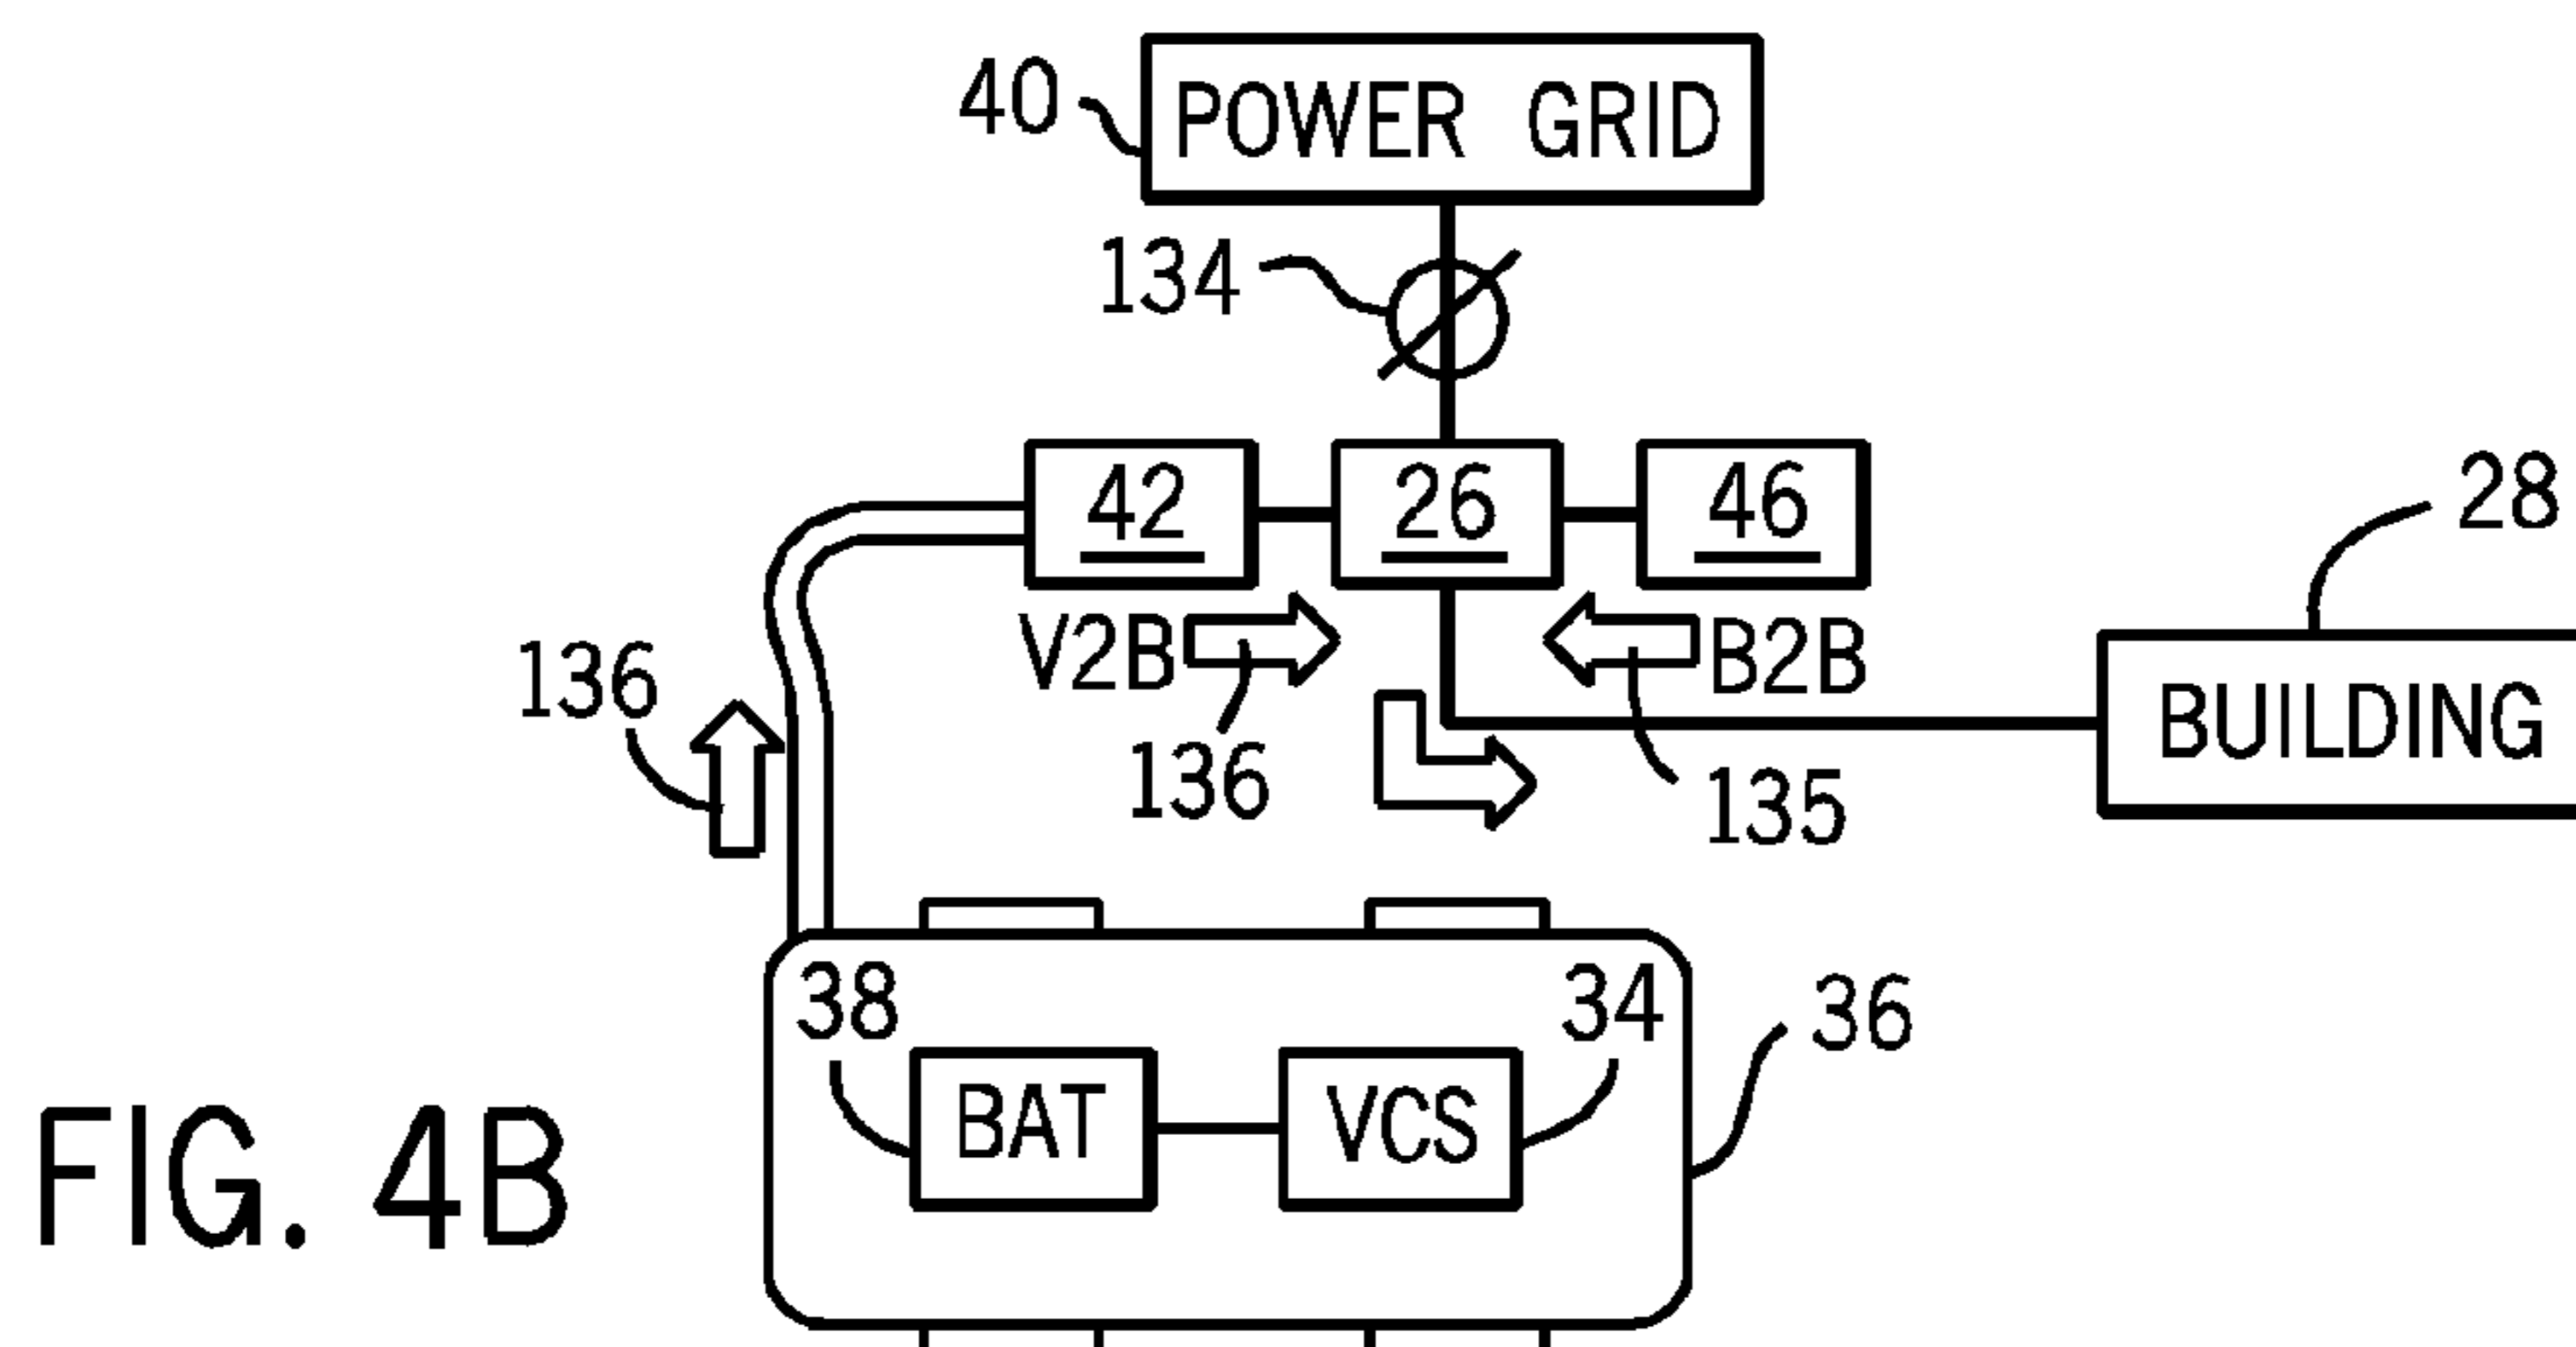 40 POWER GRID
134
42 26 46
28
V2B B2B
136
BUILDING
136 135
38 34
36
BAT VCS
FIG. 4B